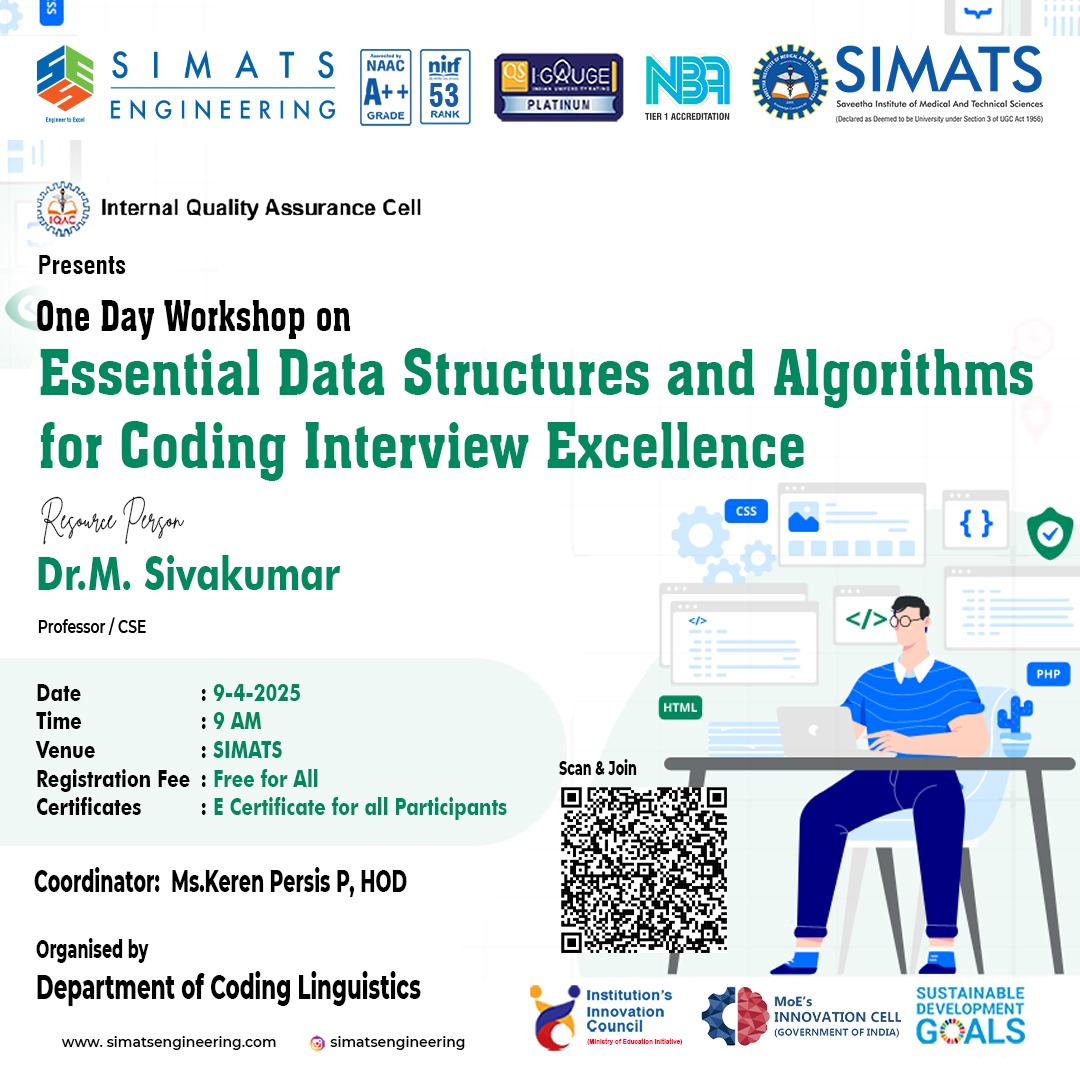 CSS
SIMATS
ENGINEERING
Engineer to Excel
Accredited by
NAAC
A++
GRADE
nirf
53
RANK
QS I·GAUGE
INDIAN UNIVERSITY RATING
PLATINUM
NBA
TIER 1 ACCREDITATION
SIMATS
Saveetha Institute of Medical And Technical Sciences
(Declared as Deemed to be University under Section 3 of UGC Act 1956)
IQAC
Internal Quality Assurance Cell
Presents
One Day Workshop on
Essential Data Structures and Algorithms
for Coding Interview Excellence
Resource Person
Dr.M. Sivakumar
Professor / CSE
CSS
{ }
</>
</>
PHP
HTML
Date : 9-4-2025
Time : 9 AM
Venue : SIMATS
Registration Fee : Free for All
Certificates : E Certificate for all Participants
Scan & Join
Coordinator: Ms.Keren Persis P, HOD
Organised by
Department of Coding Linguistics
www. simatsengineering.com
simatsengineering
Institution's
Innovation
Council
(Ministry of Education Initiative)
MoE's
INNOVATION CELL
(GOVERNMENT OF INDIA)
SUSTAINABLE
DEVELOPMENT
GOALS